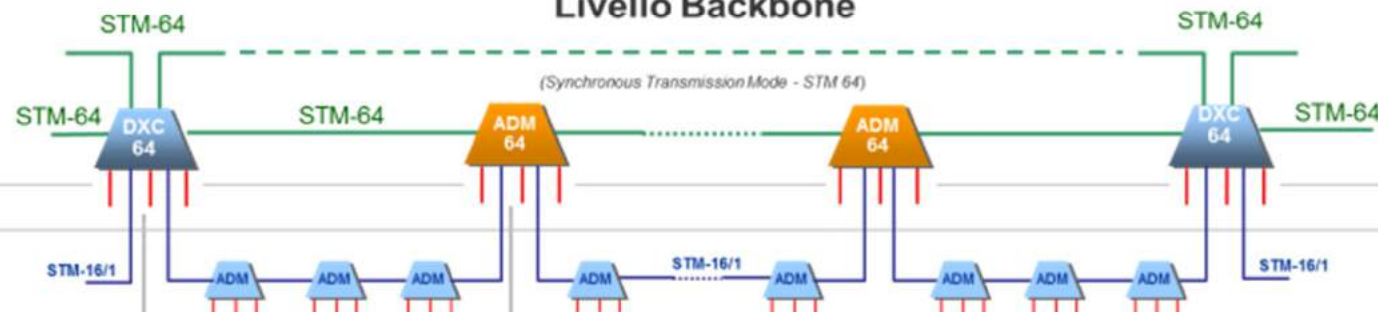 Livello Backbone
STM-64
STM-64
(Synchronous Transmission Mode - STM 64)
STM-64
DXC
64
STM-64
ADM
64
ADM
64
DXC
64
STM-64
STM-16/1
ADM
ADM
ADM
ADM
STM-16/1
ADM
ADM
ADM
ADM
STM-16/1